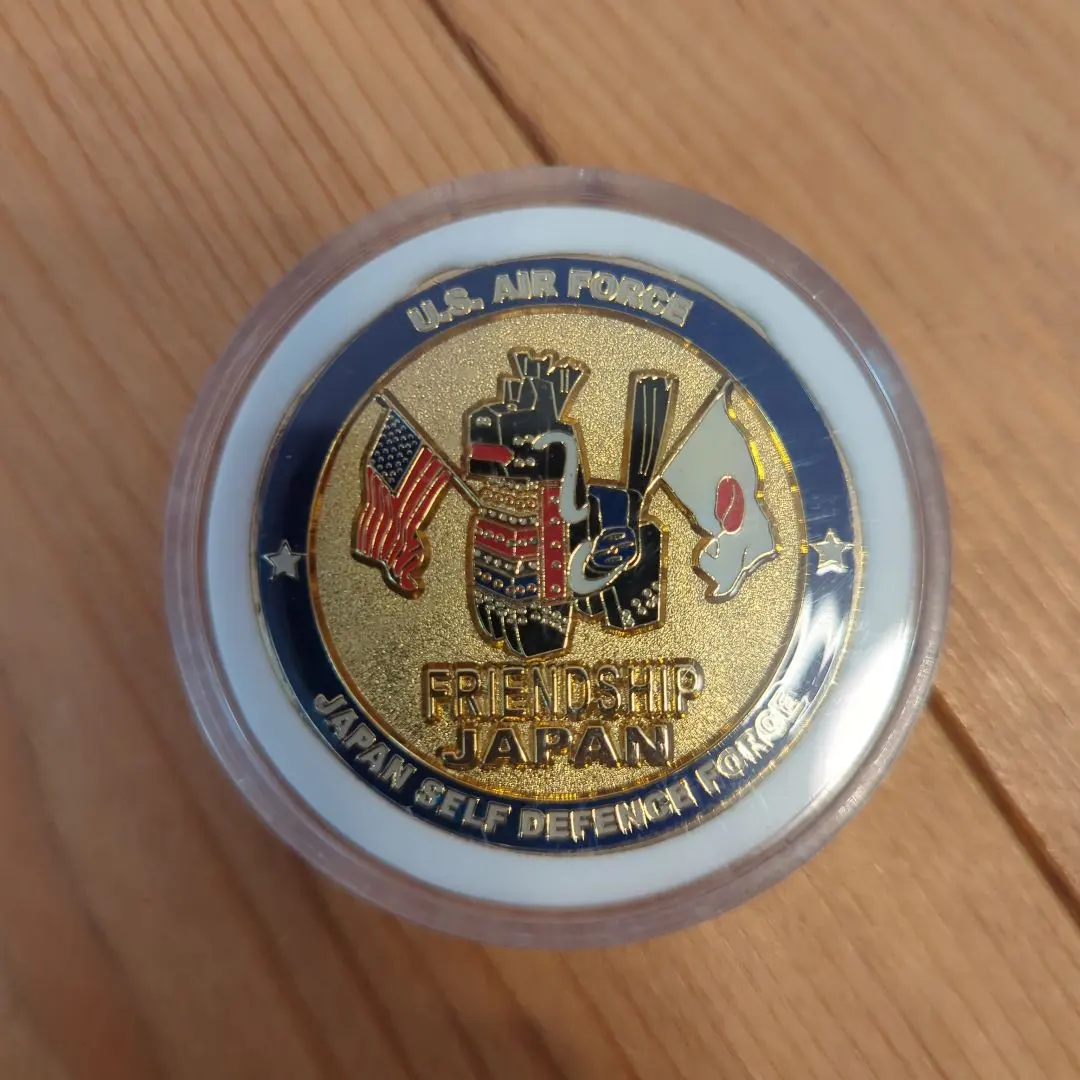 U.S. AIR FORCE
FRIENDSHIP
JAPAN
JAPAN SELF DEFENCE FORCE